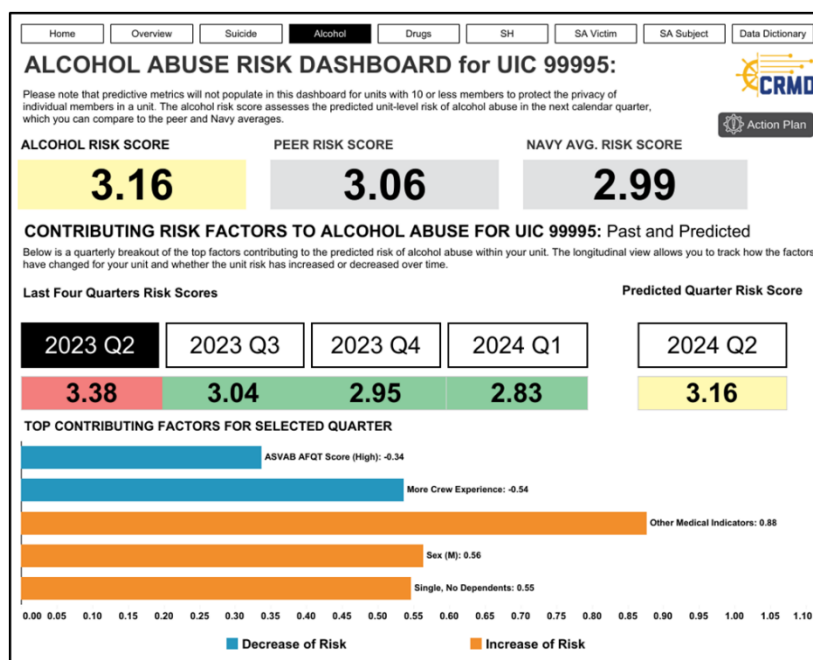 Home Overview Suicide Alcohol Drugs SH SA Victim SA Subject Data Dictionary
ALCOHOL ABUSE RISK DASHBOARD for UIC 99995:
CRMD
Please note that predictive metrics will not populate in this dashboard for units with 10 or less members to protect the privacy of
individual members in a unit. The alcohol risk score assesses the predicted unit-level risk of alcohol abuse in the next calendar quarter,
which you can compare to the peer and Navy averages.
Action Plan
ALCOHOL RISK SCORE PEER RISK SCORE NAVY AVG. RISK SCORE
3.16 3.06 2.99
CONTRIBUTING RISK FACTORS TO ALCOHOL ABUSE FOR UIC 99995: Past and Predicted
Below is a quarterly breakout of the top factors contributing to the predicted risk of alcohol abuse within your unit. The longitudinal view allows you to track how the factors
have changed for your unit and whether the unit risk has increased or decreased over time.
Last Four Quarters Risk Scores Predicted Quarter Risk Score
2023 Q2 2023 Q3 2023 Q4 2024 Q1 2024 Q2
3.38 3.04 2.95 2.83 3.16
TOP CONTRIBUTING FACTORS FOR SELECTED QUARTER
ASVAB AFQT Score (High): -0.34
More Crew Experience: -0.54
Other Medical Indicators: 0.88
Sex (M): 0.56
Single, No Dependents: 0.55
0.00 0.05 0.10 0.15 0.20 0.25 0.30 0.35 0.40 0.45 0.50 0.55 0.60 0.65 0.70 0.75 0.80 0.85 0.90 0.95 1.00 1.05 1.10
Decrease of Risk Increase of Risk